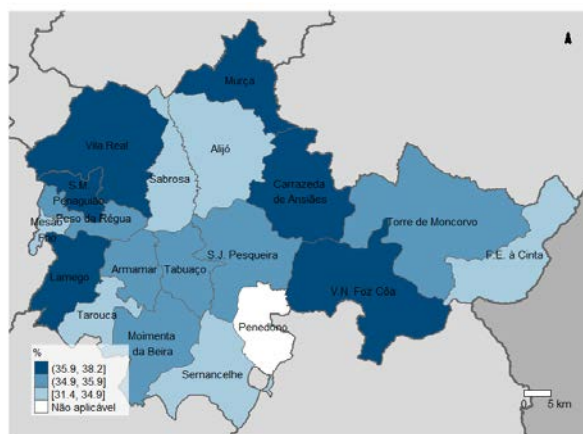 Murça
Vila Real
Alijó
Sabrosa
S.M.
Penaguião
Carrazeda
de Ansiães
Mesão
Frio
Peso da Régua
Torre de Moncorvo
S.J. Pesqueira
F.E. à Cinta
Lamego
Armamar
Tabuaço
V.N. Foz Côa
Tarouca
Penedono
Moimenta
da Beira
Sernancelhe
%
(35.9, 38.2]
(34.9, 35.9]
[31.4, 34.9]
Não aplicável
0 5 km